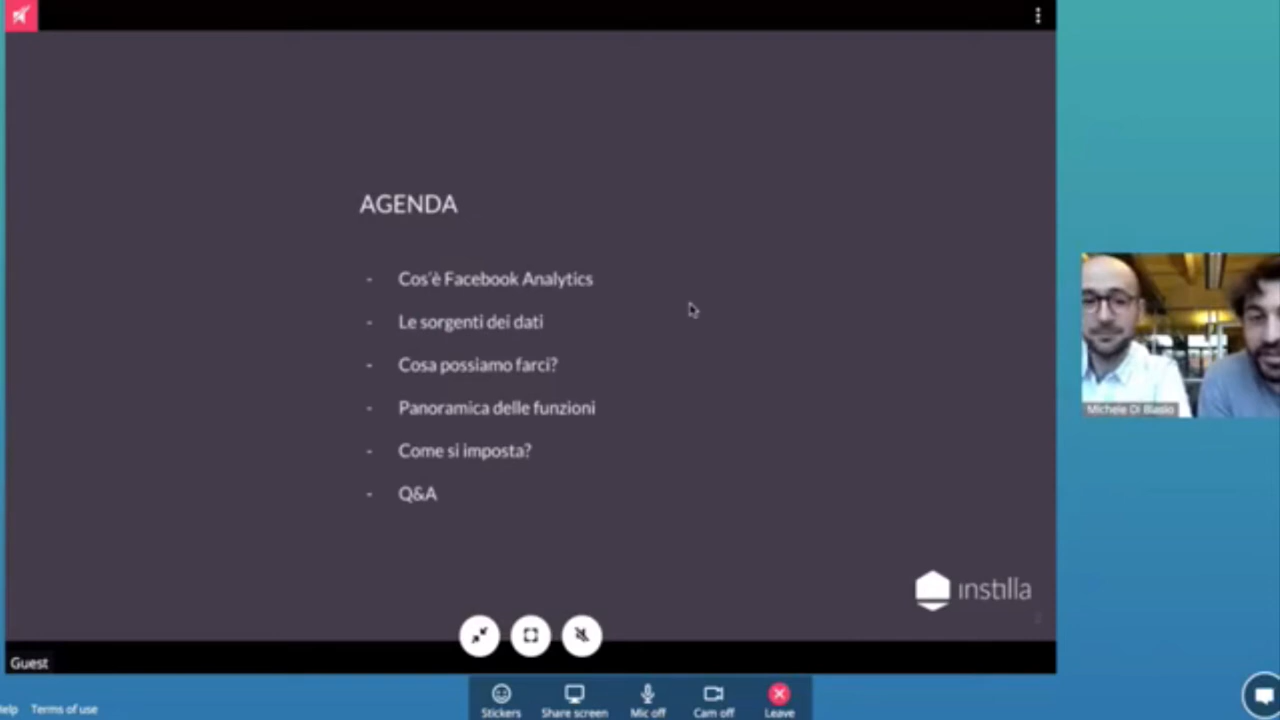 AGENDA
- Cos'è Facebook Analytics
- Le sorgenti dei dati
- Cosa possiamo farci?
- Panoramica delle funzioni
- Come si imposta?
- Q&A
instilla
Michele Di Blasio
Guest
Stickers
Share screen
Mic off
Cam off
Leave
Terms of use